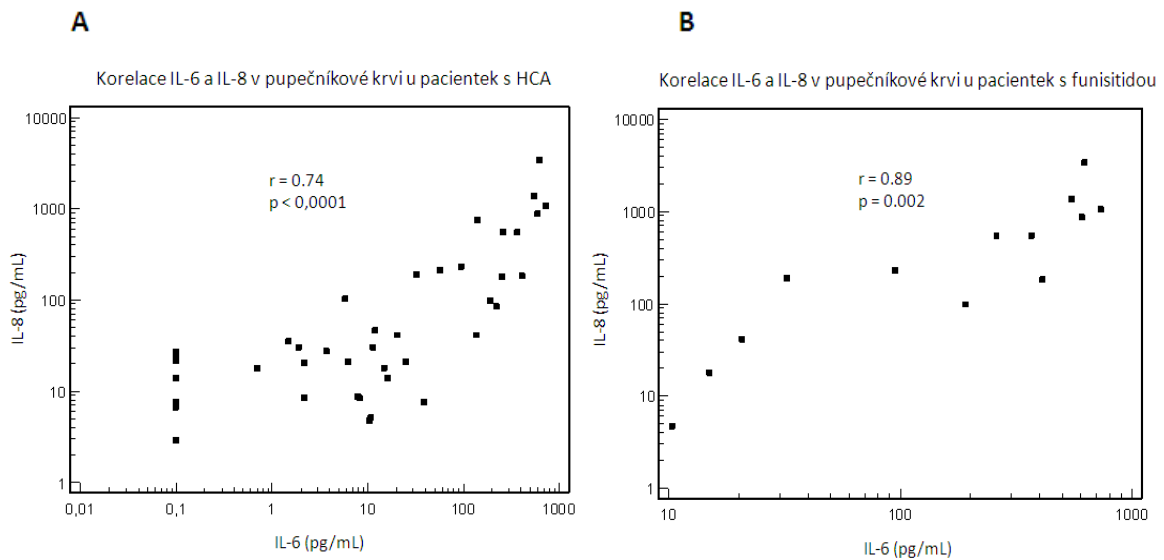 A
Korelace IL-6 a IL-8 v pupečníkové krvi u pacientek s HCA
10000
1000
100
10
1
IL-8 (pg/mL)
r = 0.74
p < 0,0001
0,01 0,1 1 10 100 1000
IL-6 (pg/mL)
B
Korelace IL-6 a IL-8 v pupečníkové krvi u pacientek s funisitidou
10000
1000
100
10
1
IL-8 (pg/mL)
r = 0.89
p = 0.002
10 100 1000
IL-6 (pg/mL)